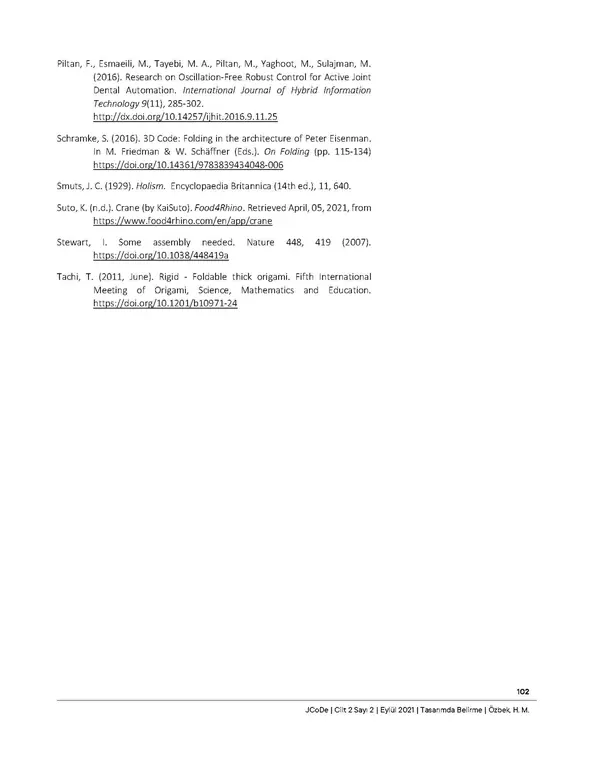 Piltan, F., Esmaeili, M., Tayebi, M. A., Piltan, M., Yaghoot, M., Sulajman, M.
(2016). Research on Oscillation-Free Robust Control for Active Joint
Dental Automation. International Journal of Hybrid Information
Technology 9(11), 285-302.
http://dx.doi.org/10.14257/ijhit.2016.9.11.25
Schramke, S. (2016). 3D Code: Folding in the architecture of Peter Eisenman.
In M. Friedman & W. Schäffner (Eds.). On Folding (pp. 115-134)
https://doi.org/10.14361/9783839434048-006
Smuts, J. C. (1929). Holism. Encyclopaedia Britannica (14th ed.), 11, 640.
Suto, K. (n.d.). Crane (by KaiSuto). Food4Rhino. Retrieved April, 05, 2021, from
https://www.food4rhino.com/en/app/crane
Stewart, I. Some assembly needed. Nature 448, 419 (2007).
https://doi.org/10.1038/448419a
Tachi, T. (2011, June). Rigid - Foldable thick origami. Fifth International
Meeting of Origami, Science, Mathematics and Education.
https://doi.org/10.1201/b10971-24
102
JCoDe | Cilt 2 Sayı 2 | Eylül 2021 | Tasarımda Belirme | Özbek, H. M.